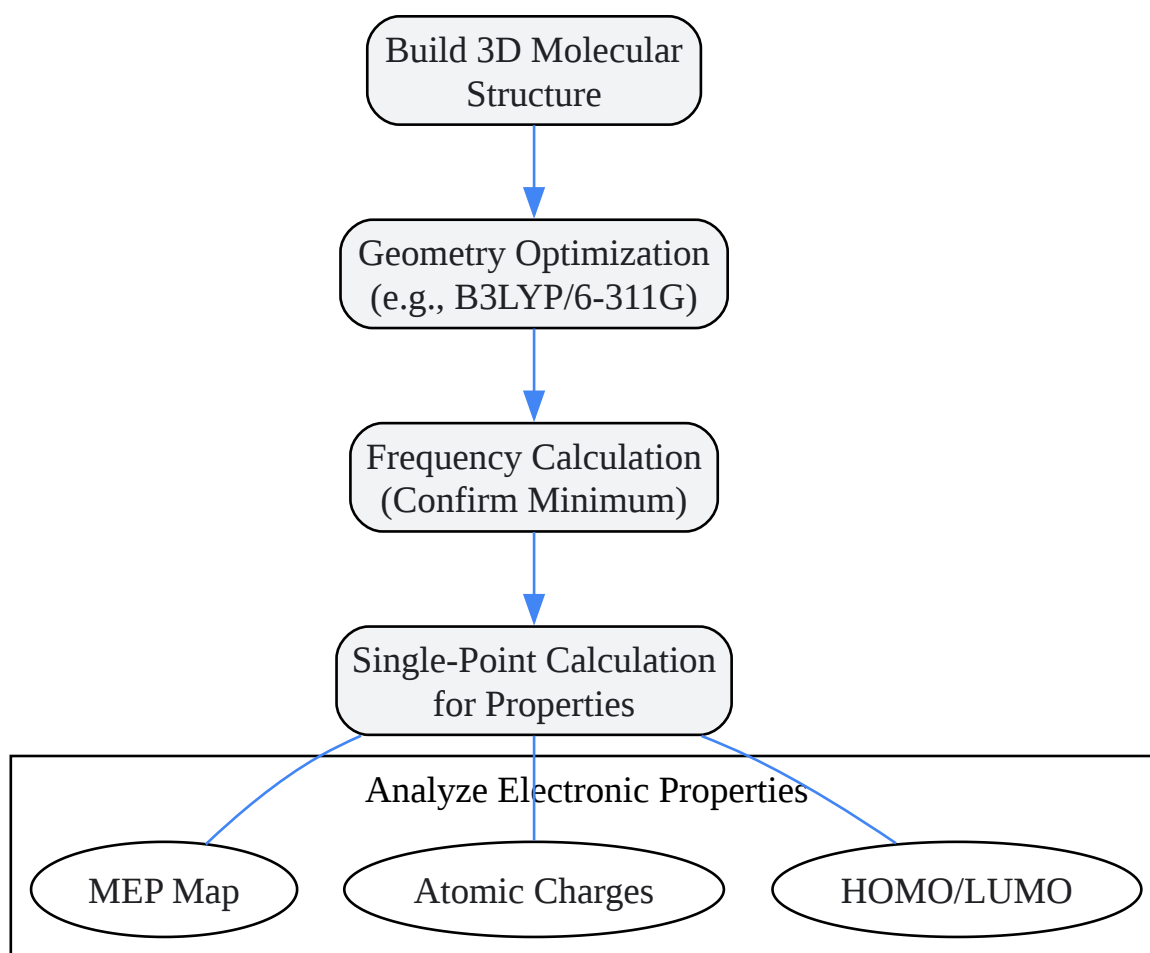 Build 3D Molecular
Structure
Geometry Optimization
(e.g., B3LYP/6-311G)
Frequency Calculation
(Confirm Minimum)
Single-Point Calculation
for Properties
Analyze Electronic Properties
MEP Map
Atomic Charges
HOMO/LUMO